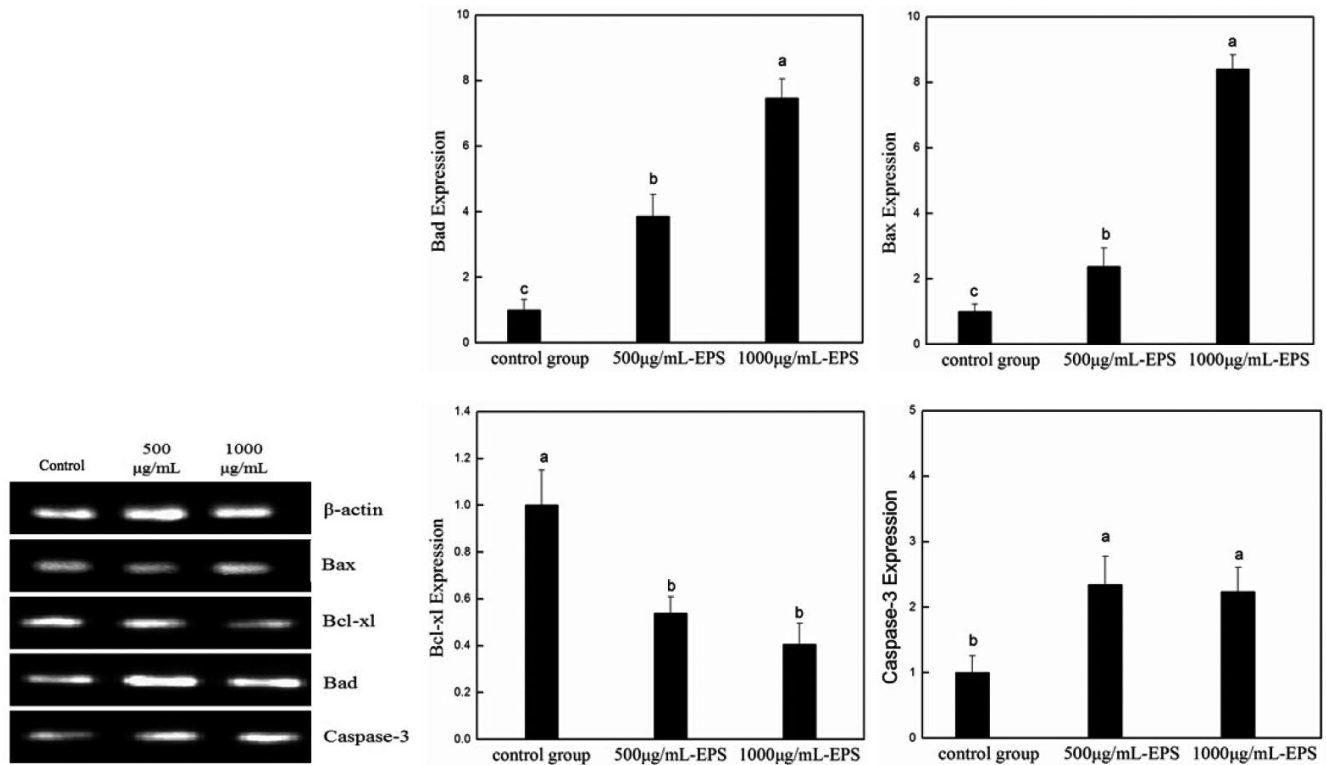 10
8
6
4
2
0
Bad Expression
c
b
a
control group
500μg/mL-EPS
1000μg/mL-EPS
10
8
6
4
2
0
Bax Expression
c
b
a
control group
500μg/mL-EPS
1000μg/mL-EPS
Control
500
μg/mL
1000
μg/mL
β-actin
Bax
Bcl-xl
Bad
Caspase-3
1.4
1.2
1.0
0.8
0.6
0.4
0.2
0.0
Bcl-xl Expression
a
b
b
control group
500μg/mL-EPS
1000μg/mL-EPS
5
4
3
2
1
0
Caspase-3 Expression
b
a
a
control group
500μg/mL-EPS
1000μg/mL-EPS